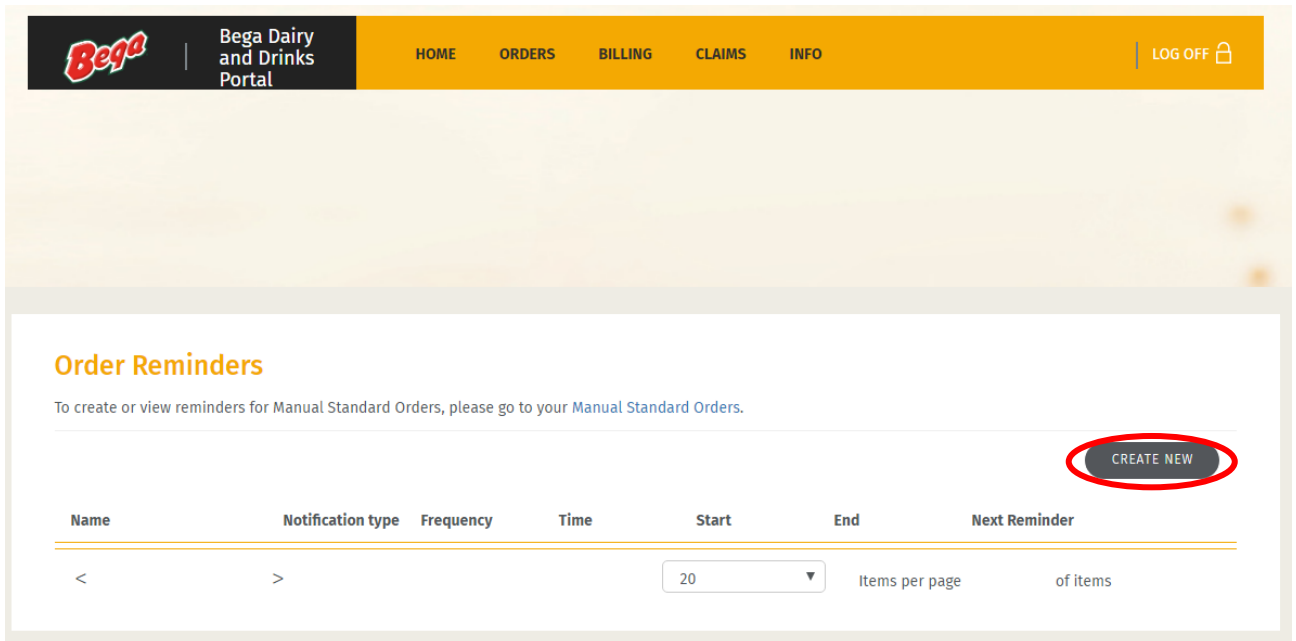 Bega
Bega Dairy
and Drinks
Portal
HOME ORDERS BILLING CLAIMS INFO
LOG OFF
Order Reminders
To create or view reminders for Manual Standard Orders, please go to your Manual Standard Orders.
CREATE NEW
Name Notification type Frequency Time Start End Next Reminder
< > 20 Items per page of items